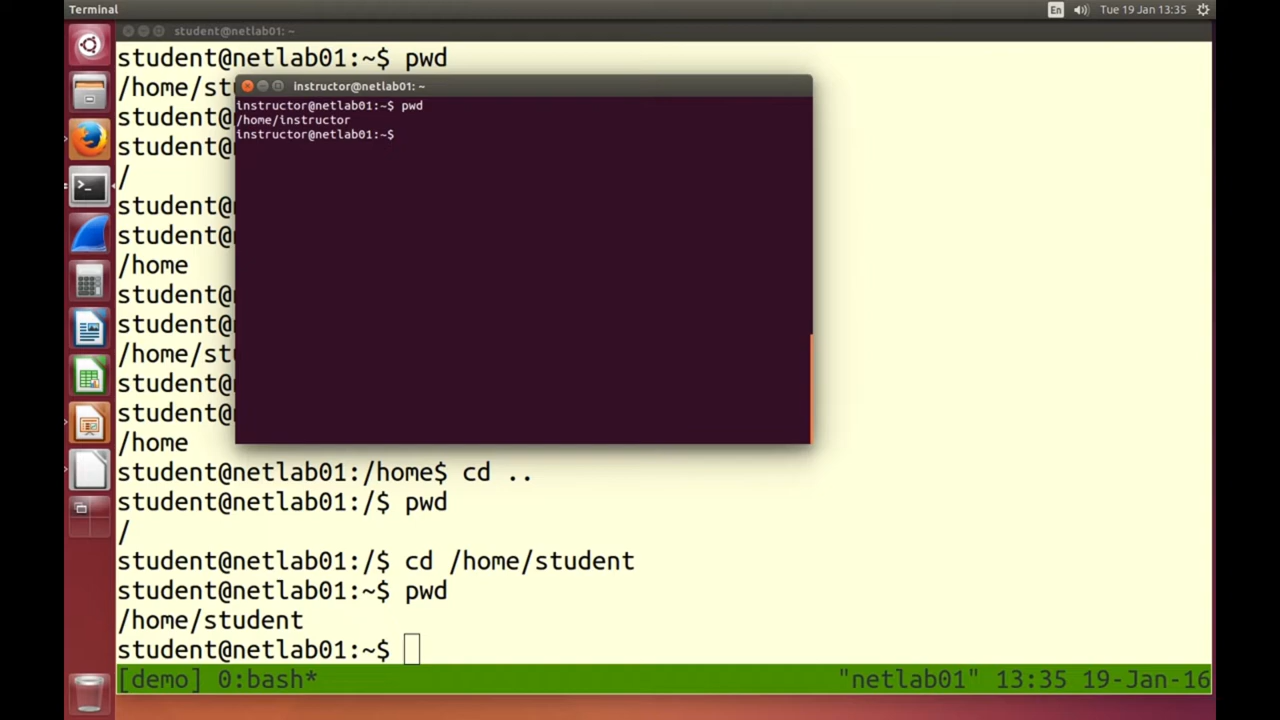 Terminal
En
Tue 19 Jan 13:35
student@netlab01: ~
student@netlab01:~$ pwd
/home/st
student@
student@
/
student@
student@
/home
student@
student@
/home/stu
student@
student@
/home
student@netlab01:/home$ cd ..
student@netlab01:/$ pwd
/
student@netlab01:/$ cd /home/student
student@netlab01:~$ pwd
/home/student
student@netlab01:~$
[demo] 0:bash* "netlab01" 13:35 19-Jan-16
instructor@netlab01: ~
instructor@netlab01:~$ pwd
/home/instructor
instructor@netlab01:~$